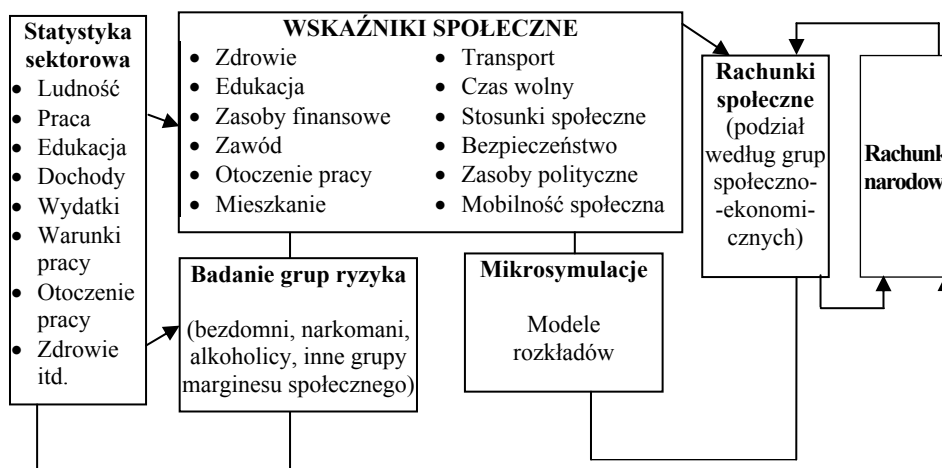 Statystyka
sektorowa
• Ludność
• Praca
• Edukacja
• Dochody
• Wydatki
• Warunki
pracy
• Otoczenie
pracy
• Zdrowie
itd.
WSKAŹNIKI SPOŁECZNE
• Zdrowie
• Edukacja
• Zasoby finansowe
• Zawód
• Otoczenie pracy
• Mieszkanie
• Transport
• Czas wolny
• Stosunki społeczne
• Bezpieczeństwo
• Zasoby polityczne
• Mobilność społeczna
Badanie grup ryzyka
(bezdomni, narkomani,
alkoholicy, inne grupy
marginesu społecznego)
Mikrosymulacje
Modele
rozkładów
Rachunki
społeczne
(podział
według grup
społeczno-
-ekonomi-
cznych)
Rachunk
narodow